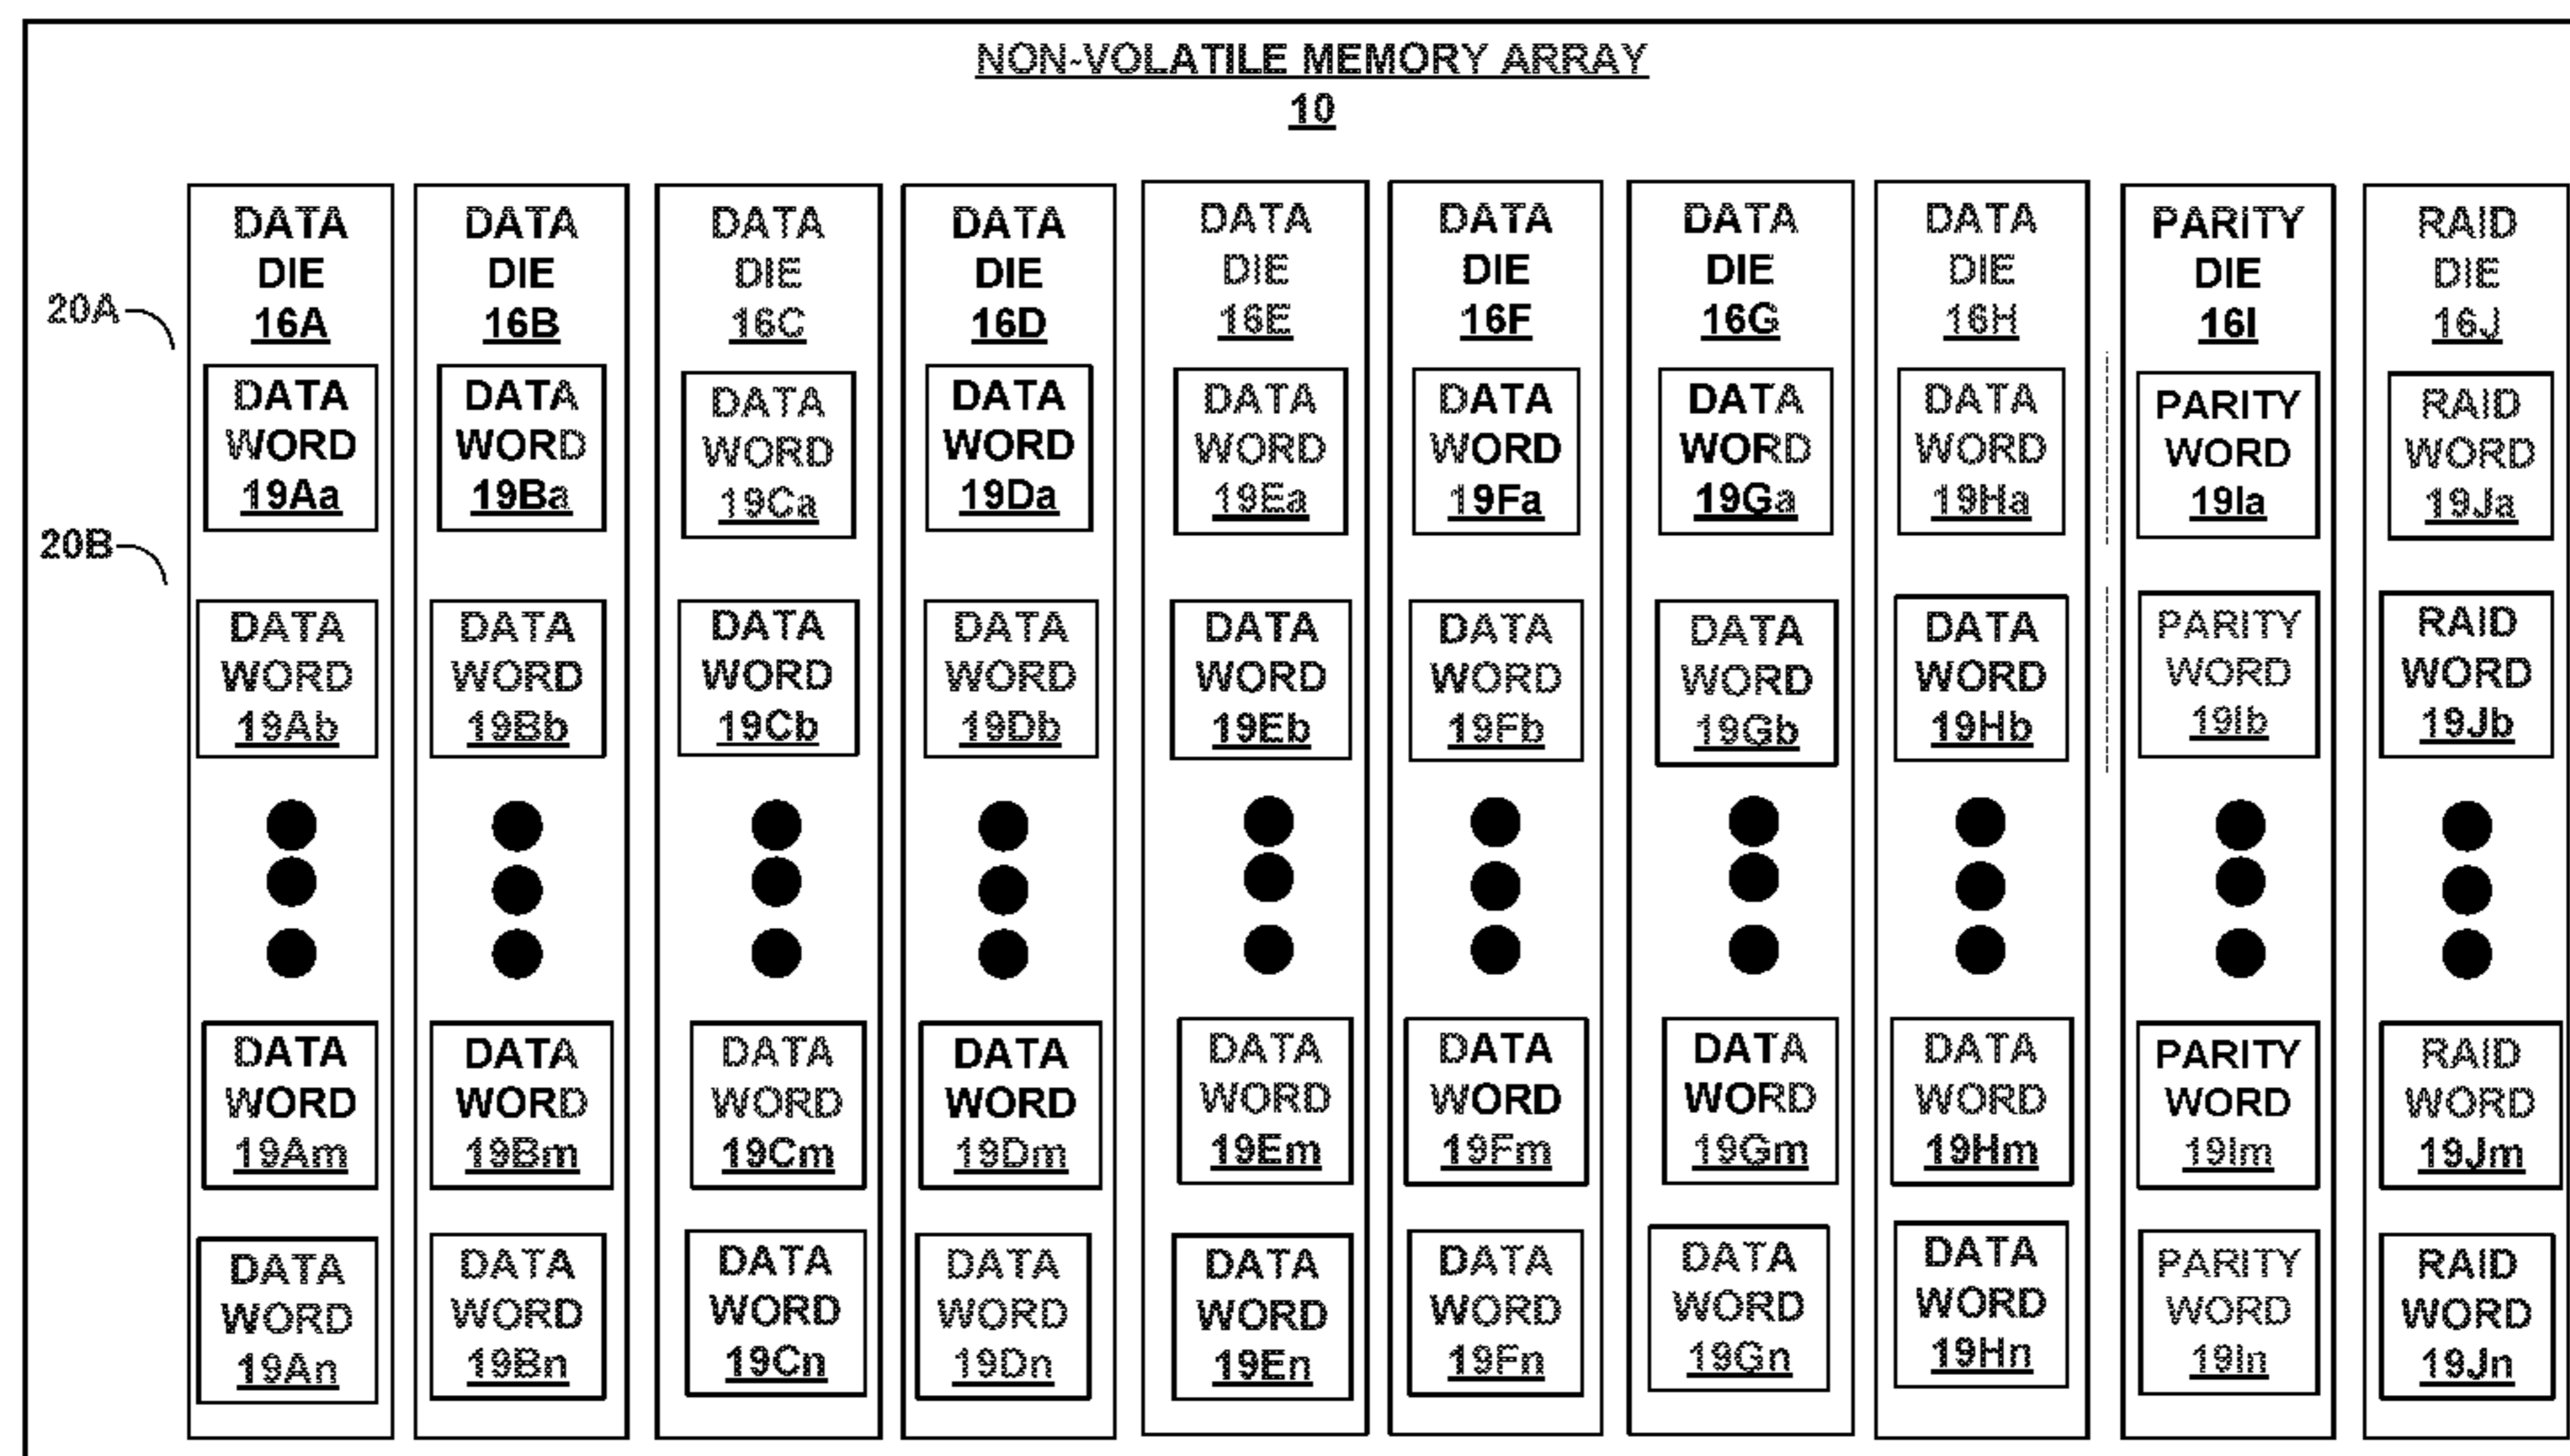 NON-VOLATILE MEMORY ARRAY
10
DATA DIE 16A
DATA DIE 16B
DATA DIE 16C
DATA DIE 16D
DATA DIE 16E
DATA DIE 16F
DATA DIE 16G
DATA DIE 16H
PARITY DIE 16I
RAID DIE 16J
20A
DATA WORD 19Aa
DATA WORD 19Ba
DATA WORD 19Ca
DATA WORD 19Da
DATA WORD 19Ea
DATA WORD 19Fa
DATA WORD 19Ga
DATA WORD 19Ha
PARITY WORD 19Ia
RAID WORD 19Ja
20B
DATA WORD 19Ab
DATA WORD 19Bb
DATA WORD 19Cb
DATA WORD 19Db
DATA WORD 19Eb
DATA WORD 19Fb
DATA WORD 19Gb
DATA WORD 19Hb
PARITY WORD 19Ib
RAID WORD 19Jb
DATA WORD 19Am
DATA WORD 19Bm
DATA WORD 19Cm
DATA WORD 19Dm
DATA WORD 19Em
DATA WORD 19Fm
DATA WORD 19Gm
DATA WORD 19Hm
PARITY WORD 19Im
RAID WORD 19Jm
DATA WORD 19An
DATA WORD 19Bn
DATA WORD 19Cn
DATA WORD 19Dn
DATA WORD 19En
DATA WORD 19Fn
DATA WORD 19Gn
DATA WORD 19Hn
PARITY WORD 19In
RAID WORD 19Jn